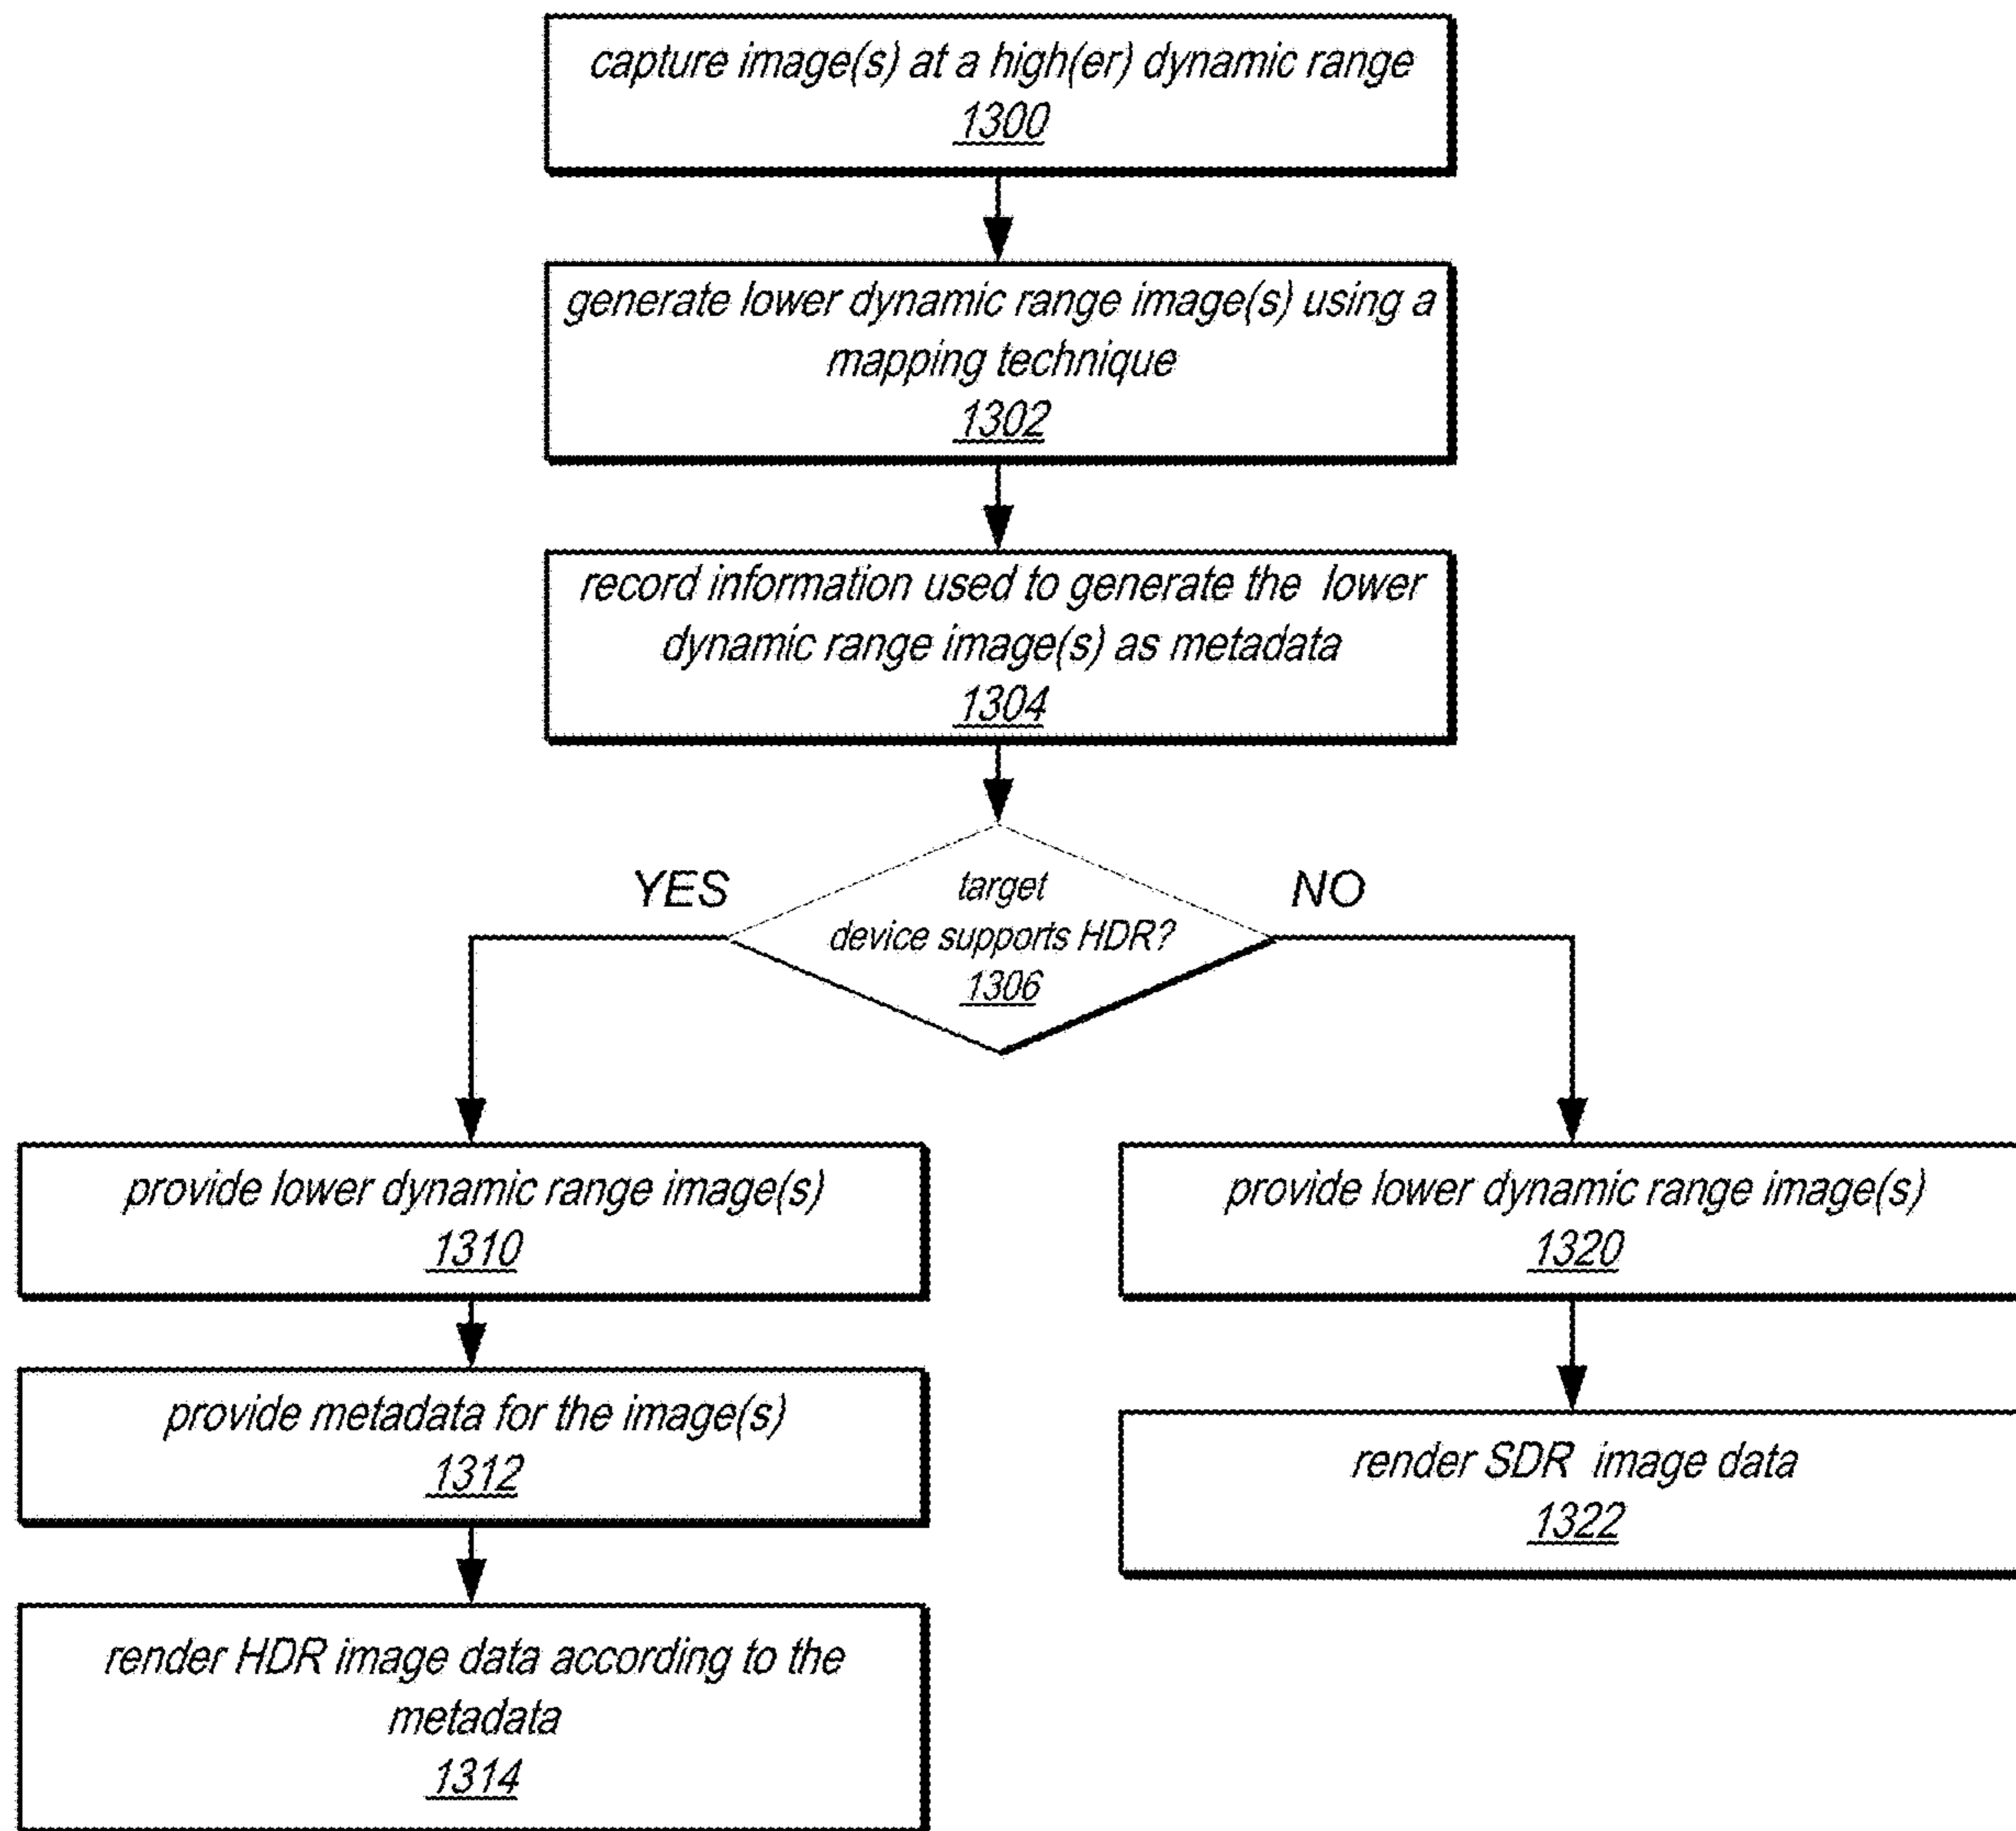 capture image(s) at a high(er) dynamic range
1300
generate lower dynamic range image(s) using a
mapping technique
1302
record information used to generate the lower
dynamic range image(s) as metadata
1304
YES
target
device supports HDR?
1306
NO
provide lower dynamic range image(s)
1310
provide metadata for the image(s)
1312
render HDR image data according to the
metadata
1314
provide lower dynamic range image(s)
1320
render SDR image data
1322